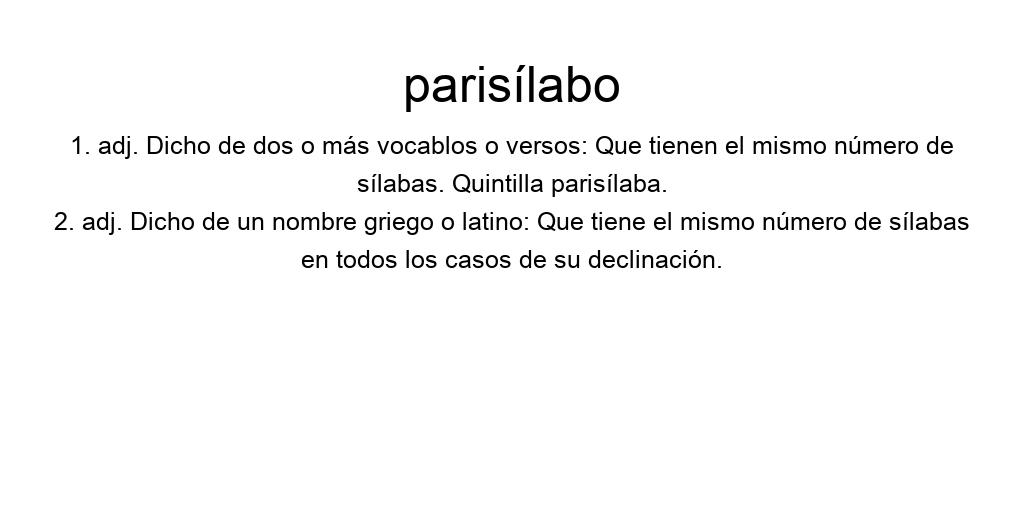 parisílabo
1. adj. Dicho de dos o más vocablos o versos: Que tienen el mismo número de
sílabas. Quintilla parisílaba.
2. adj. Dicho de un nombre griego o latino: Que tiene el mismo número de sílabas
en todos los casos de su declinación.